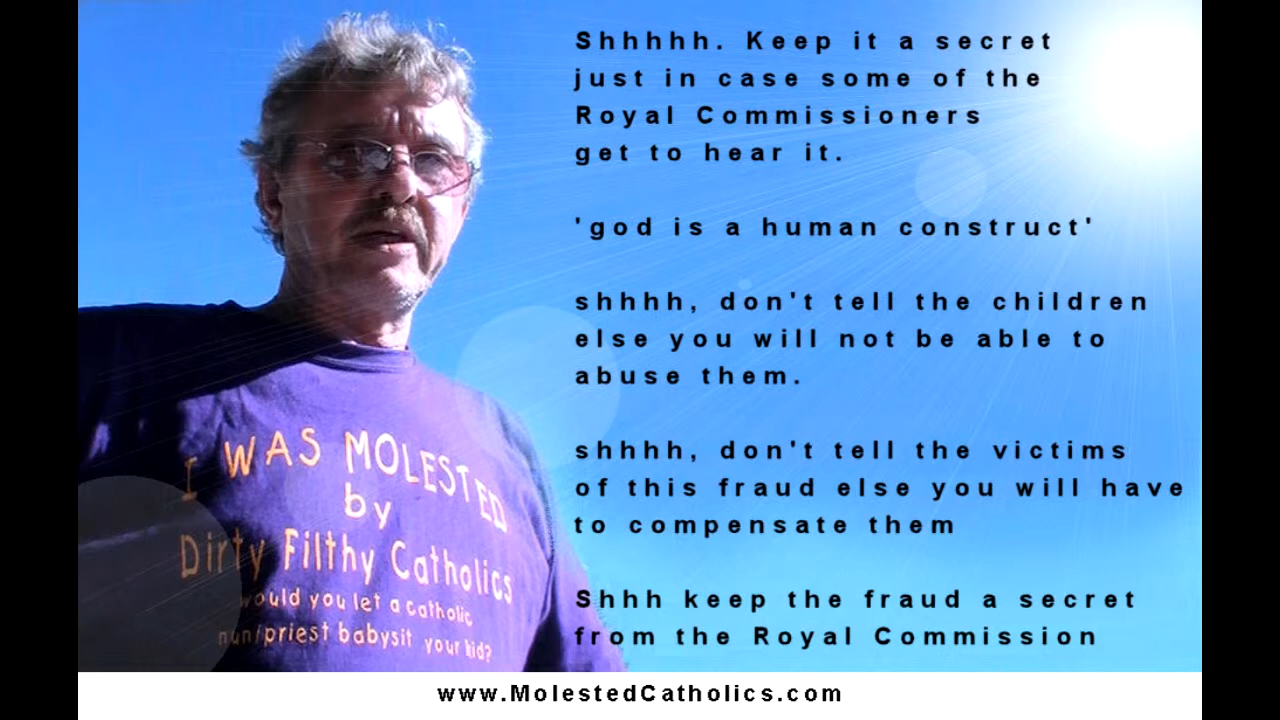 Shhhhh. Keep it a secret
just in case some of the
Royal Commissioners
get to hear it.
'god is a human construct'
shhhh, don't tell the children
else you will not be able to
abuse them.
shhhh, don't tell the victims
of this fraud else you will have
to compensate them
Shhh keep the fraud a secret
from the Royal Commission
I WAS MOLESTED
by
Dirty Filthy Catholics
would you let a catholic
nun/priest babysit your kid?
www.MolestedCatholics.com